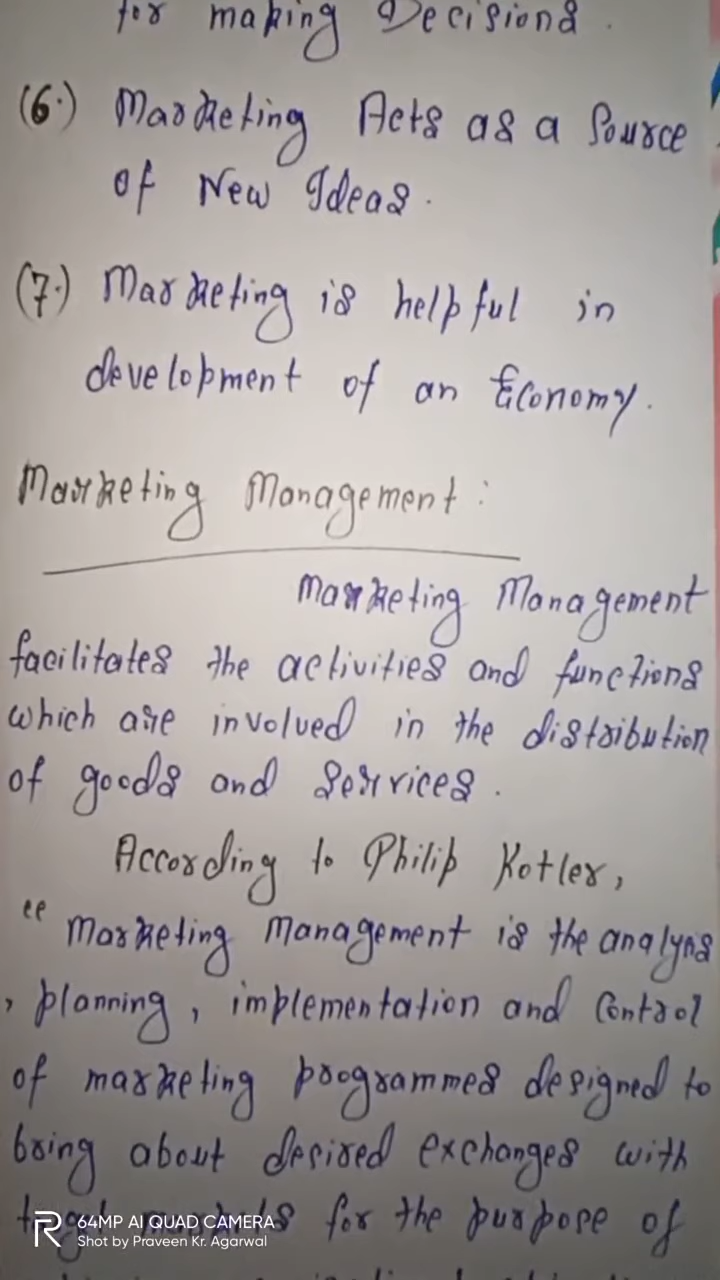 for making Decisions.
(6.) Marketing Acts as a Source
of New Ideas.
(7.) Marketing is helpful in
development of an Economy.
Marketing Management:
Marketing Management
facilitates the activities and functions
which are involved in the distribution
of goods and Services.
According to Philip Kotler,
"Marketing Management is the analysis
, planning, implementation and Control
of marketing programmes designed to
bring about desired exchanges with
target markets for the purpose of
64MP AI QUAD CAMERA
Shot by Praveen Kr. Agarwal